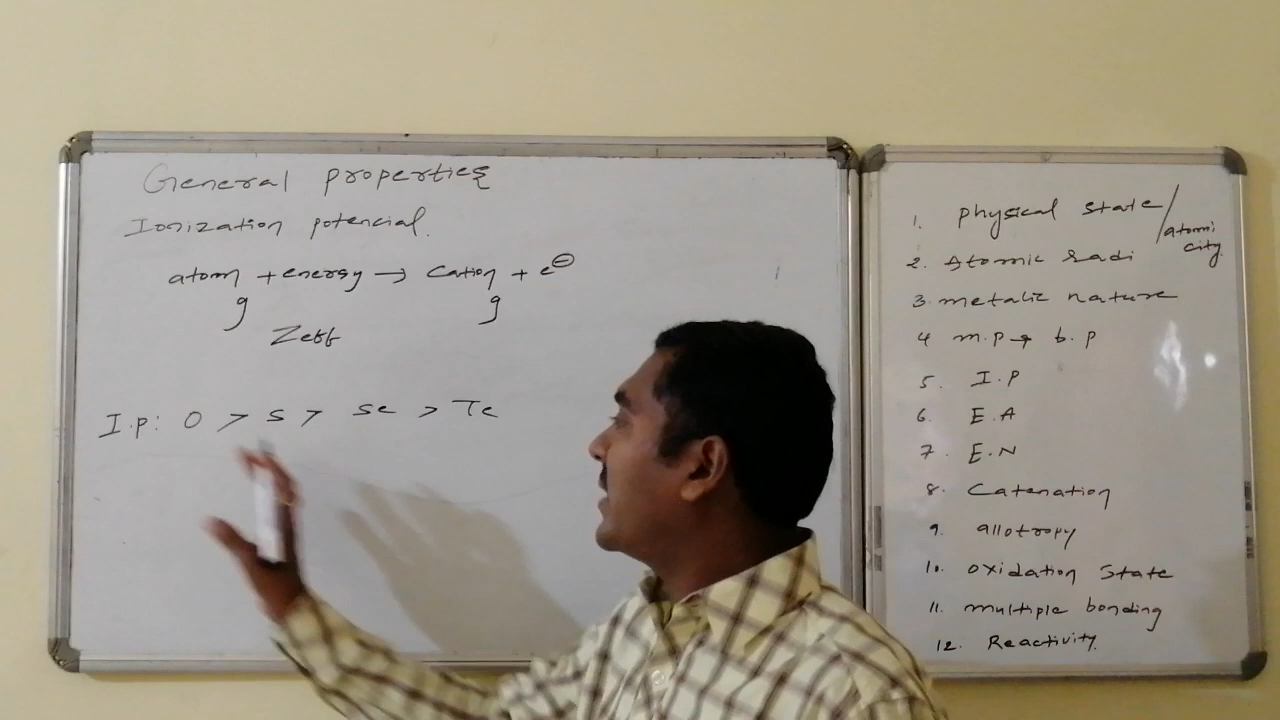 General properties
Ionization potencial.
atom + energy → cation + e⊖
g g
Zeff
I.p: O > S > Se > Te
1. physical state/atomicity
2. Atomic radi
3. metalic nature
4 m.p → b.p
5. I.P
6. E.A
7. E.N
8. Catenation
9. allotropy
10. oxidation state
11. multiple bonding
12. Reactivity.